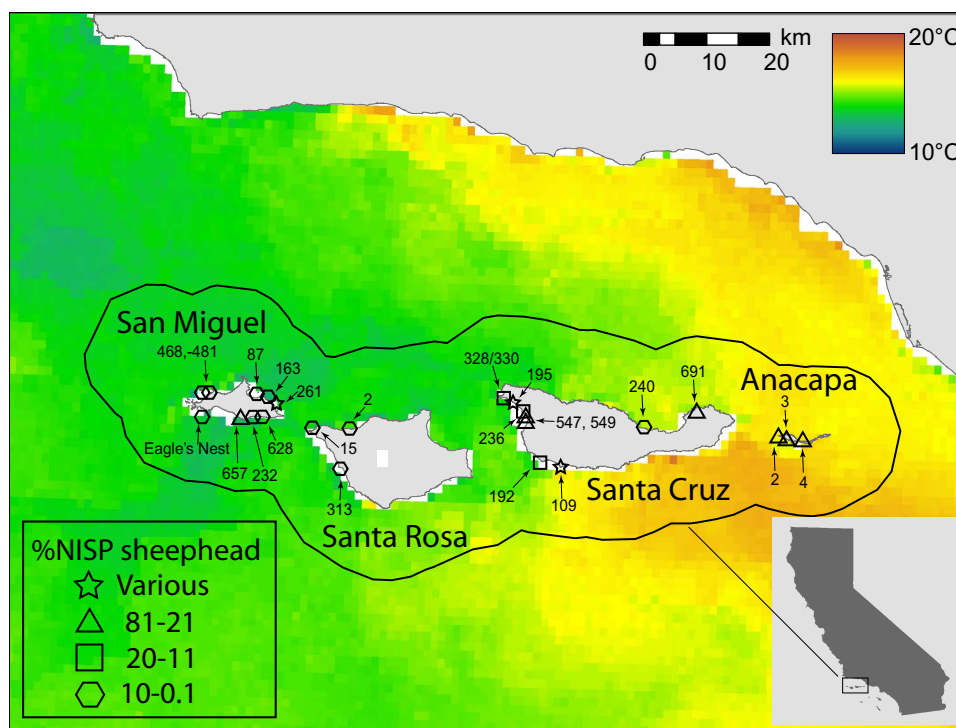 km
0 10 20
20°C
10°C
San Miguel
468,-481
87
163
261
Eagle's Nest
657
232
628
2
15
313
Santa Rosa
328/330
195
236
547, 549
192
109
240
691
Santa Cruz
Anacapa
3
2
4
%NISP sheephead
Various
81-21
20-11
10-0.1